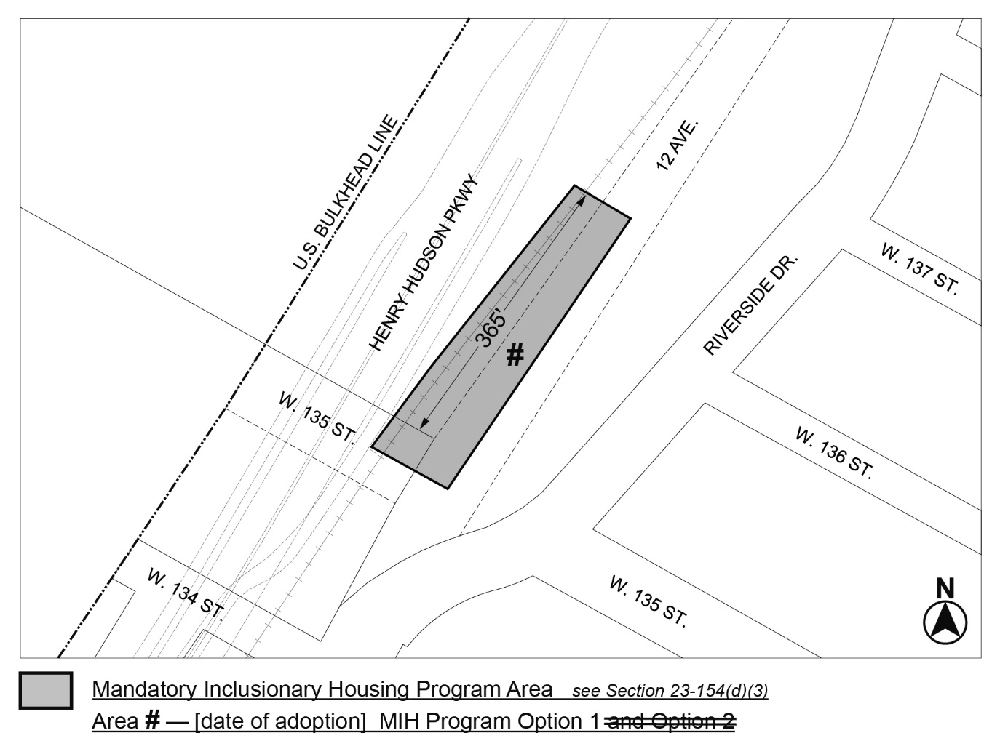 U.S. BULKHEAD LINE
HENRY HUDSON PKWY
12 AVE.
RIVERSIDE DR.
W. 137 ST.
365'
#
W. 135 ST.
W. 136 ST.
W. 134 ST.
W. 135 ST.
N
Mandatory Inclusionary Housing Program Area see Section 23-154(d)(3)
Area # — [date of adoption] MIH Program Option 1 and Option 2